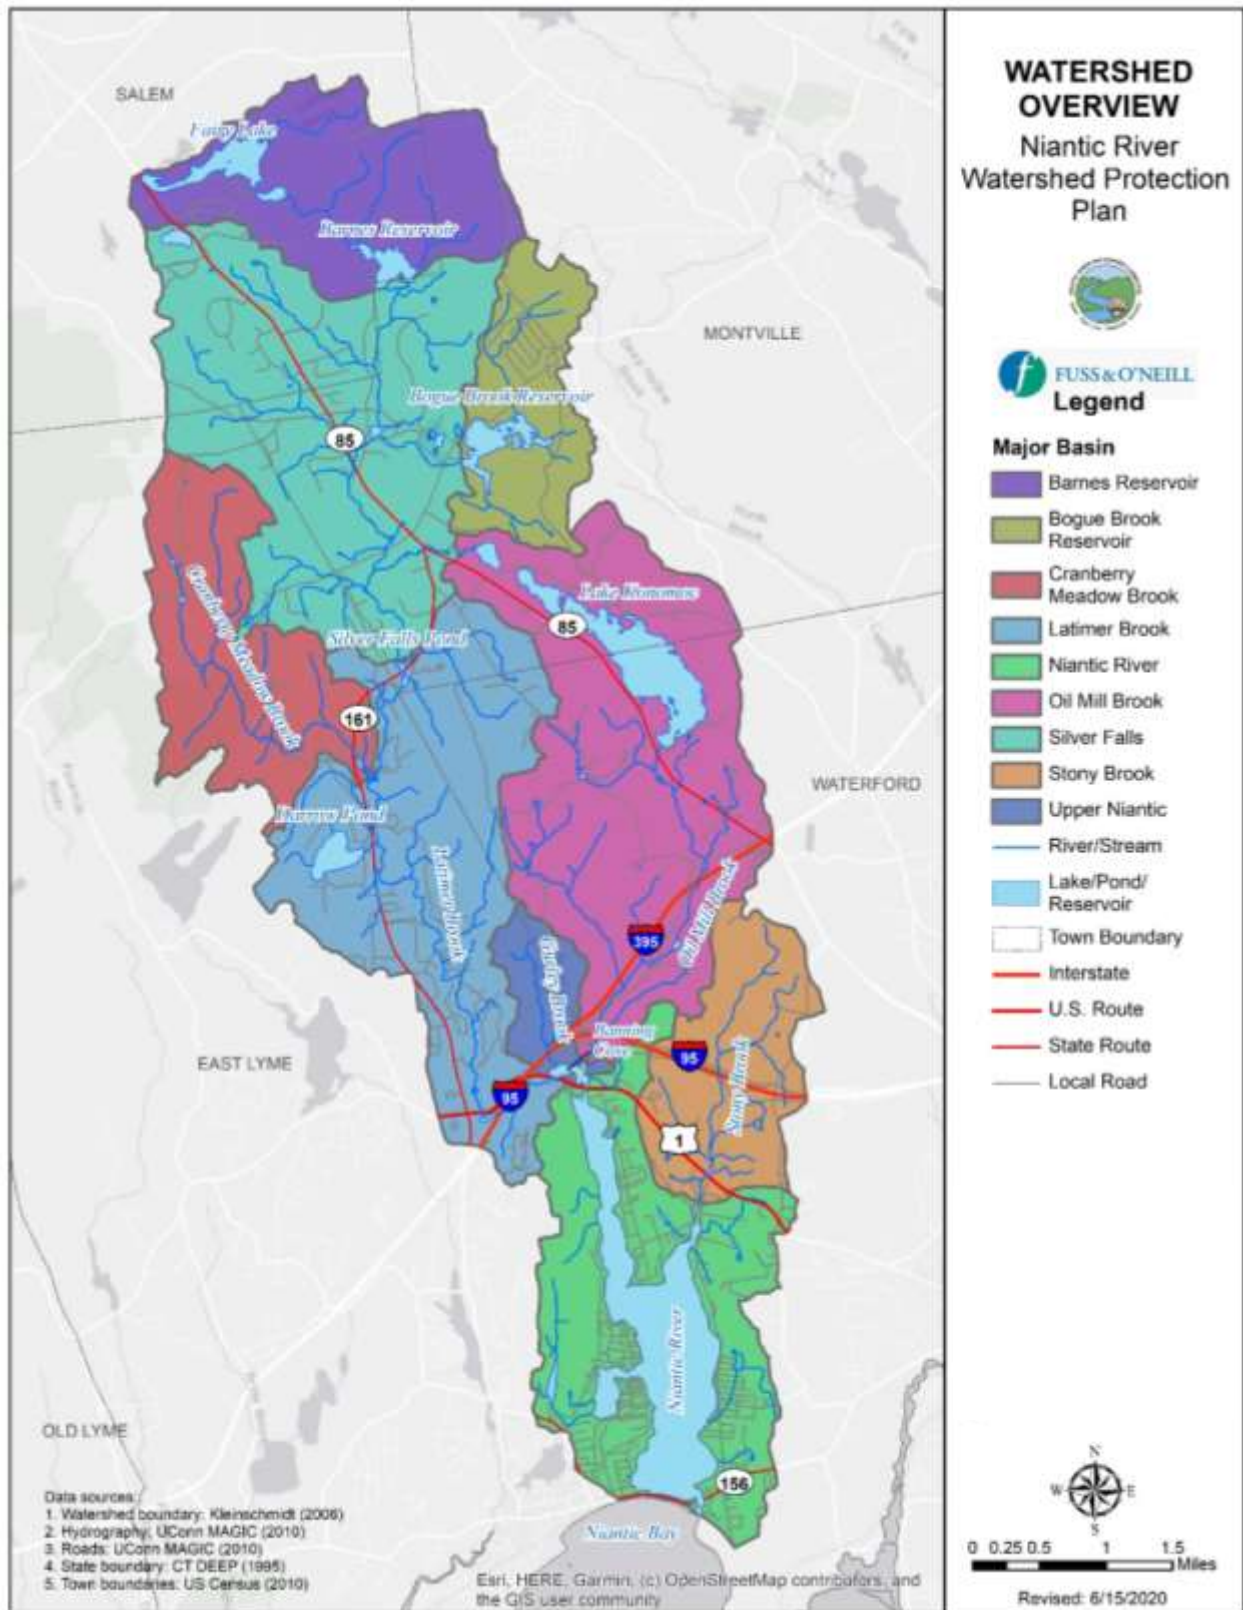 SALEM
Fairy Lake
Barnes Reservoir
MONTVILLE
Bogue Brook Reservoir
85
Lake Konomoc
85
Cranberry Meadow Brook
Silver Falls Pond
161
WATERFORD
Darrow Pond
Latimer Brook
Oil Mill Brook
395
Gurley Brook
Banning
Cove
EAST LYME
95
95
Stony Brook
1
Niantic River
OLD LYME
156
Niantic Bay
Data sources:
1. Watershed boundary: Kleinschmidt (2006)
2. Hydrography: UConn MAGIC (2010)
3. Roads: UConn MAGIC (2010)
4. State boundary: CT DEEP (1995)
5. Town boundaries: US Census (2010)
Esri, HERE, Garmin, (c) OpenStreetMap contributors, and
the GIS user community
WATERSHED
OVERVIEW
Niantic River
Watershed Protection
Plan
FUSS & O'NEILL
Legend
Major Basin
Barnes Reservoir
Bogue Brook
Reservoir
Cranberry
Meadow Brook
Latimer Brook
Niantic River
Oil Mill Brook
Silver Falls
Stony Brook
Upper Niantic
River/Stream
Lake/Pond/
Reservoir
Town Boundary
Interstate
U.S. Route
State Route
Local Road
N
W E
S
0 0.25 0.5 1 1.5
Miles
Revised: 6/15/2020